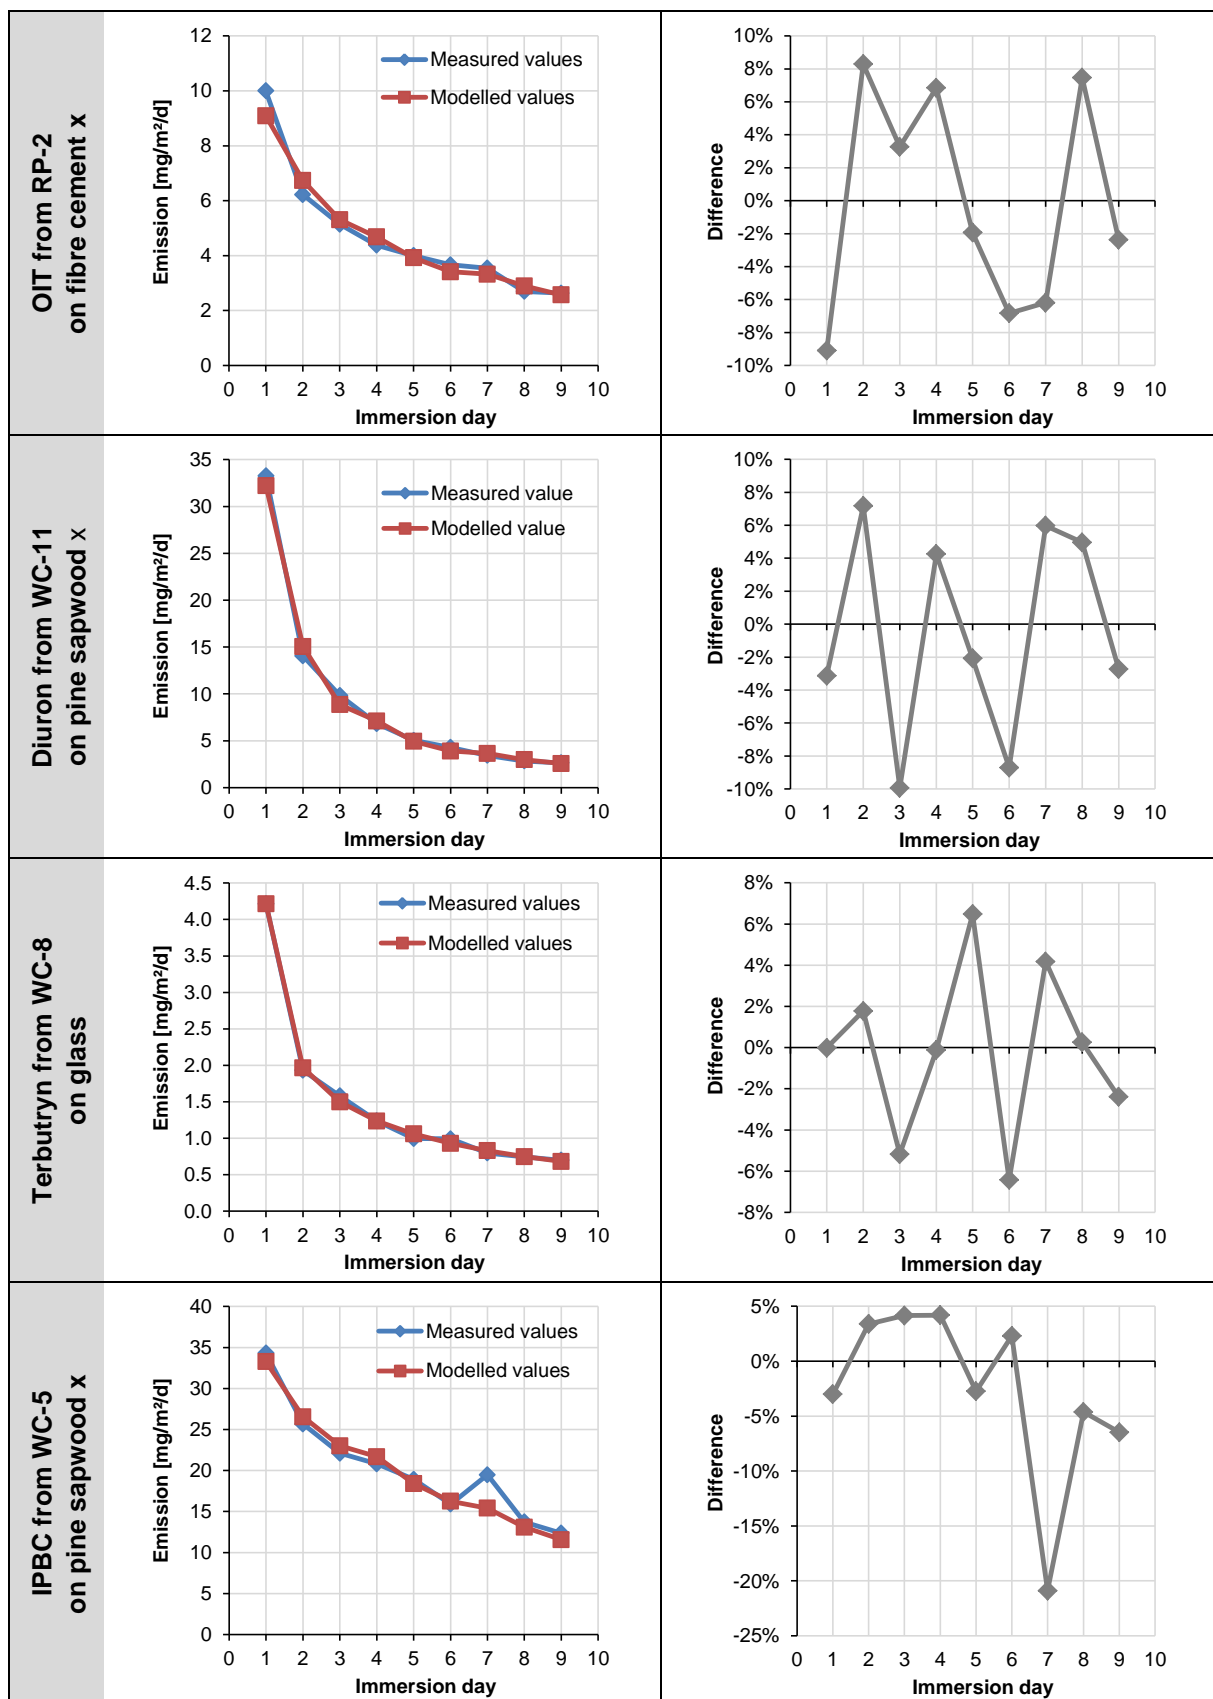 OIT from RP-2
on fibre cement x
12
10
8
6
4
2
0
Emission [mg/m²/d]
Measured values
Modelled values
0 1 2 3 4 5 6 7 8 9 10
Immersion day
10%
8%
6%
4%
2%
0%
-2%
-4%
-6%
-8%
-10%
Difference
0 1 2 3 4 5 6 7 8 9 10
Immersion day
Diuron from WC-11
on pine sapwood x
35
30
25
20
15
10
5
0
Emission [mg/m²/d]
Measured value
Modelled value
0 1 2 3 4 5 6 7 8 9 10
Immersion day
10%
8%
6%
4%
2%
0%
-2%
-4%
-6%
-8%
-10%
Difference
0 1 2 3 4 5 6 7 8 9 10
Immersion day
Terbutryn from WC-8
on glass
4.5
4.0
3.5
3.0
2.5
2.0
1.5
1.0
0.5
0.0
Emission [mg/m²/d]
Measured values
Modelled values
0 1 2 3 4 5 6 7 8 9 10
Immersion day
8%
6%
4%
2%
0%
-2%
-4%
-6%
-8%
Difference
0 1 2 3 4 5 6 7 8 9 10
Immersion day
IPBC from WC-5
on pine sapwood x
40
35
30
25
20
15
10
5
0
Emission [mg/m²/d]
Measured values
Modelled values
0 1 2 3 4 5 6 7 8 9 10
Immersion day
5%
0%
-5%
-10%
-15%
-20%
-25%
Difference
0 1 2 3 4 5 6 7 8 9 10
Immersion day